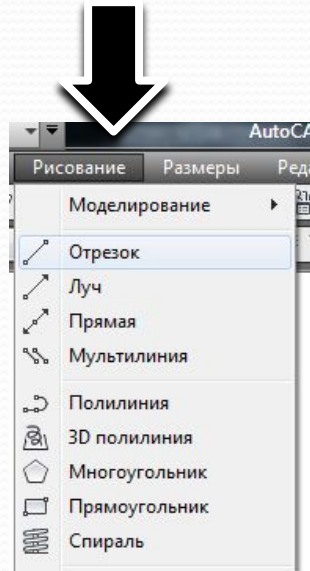 AutoCA
Рисование Размеры Реда
Моделирование
Отрезок
Луч
Прямая
Мультилиния
Полилиния
3D полилиния
Многоугольник
Прямоугольник
Спираль